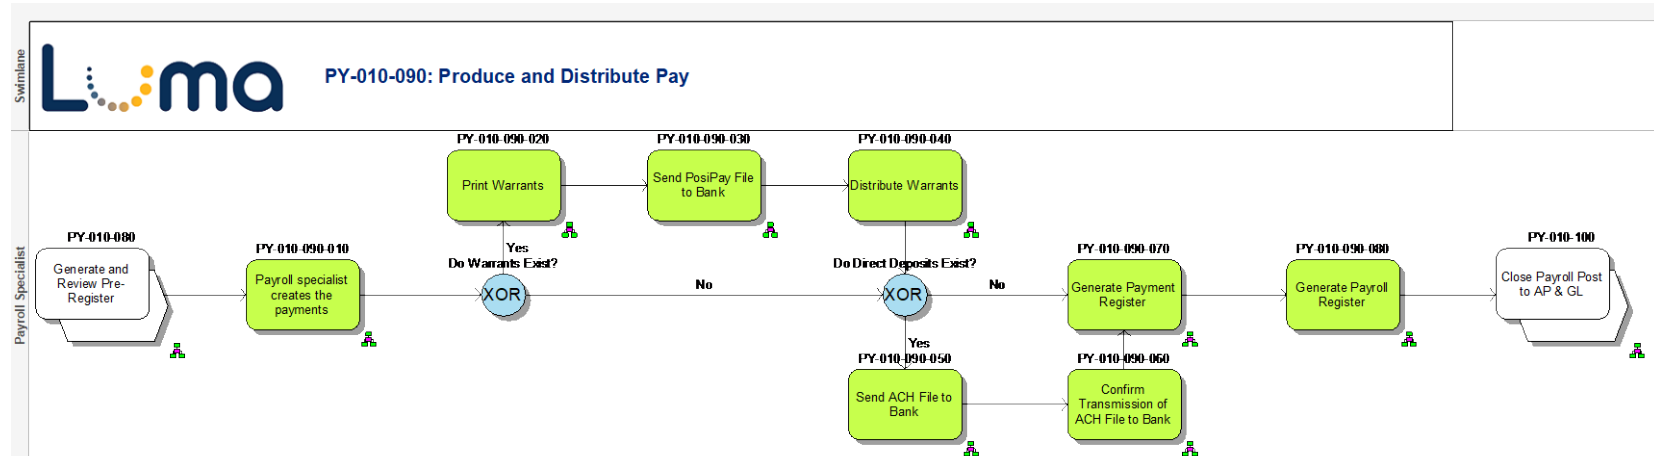 Swimlane
Luma
PY-010-090: Produce and Distribute Pay
Payroll Specialist
PY-010-080
Generate and
Review Pre-
Register
PY-010-090-010
Payroll specialist
creates the
payments
Do Warrants Exist?
XOR
Yes
No
PY-010-090-020
Print Warrants
PY-010-090-030
Send PosiPay File
to Bank
PY-010-090-040
Distribute Warrants
Do Direct Deposits Exist?
XOR
No
Yes
PY-010-090-050
Send ACH File to
Bank
PY-010-090-060
Confirm
Transmission of
ACH File to Bank
PY-010-090-070
Generate Payment
Register
PY-010-090-080
Generate Payroll
Register
PY-010-100
Close Payroll Post
to AP & GL